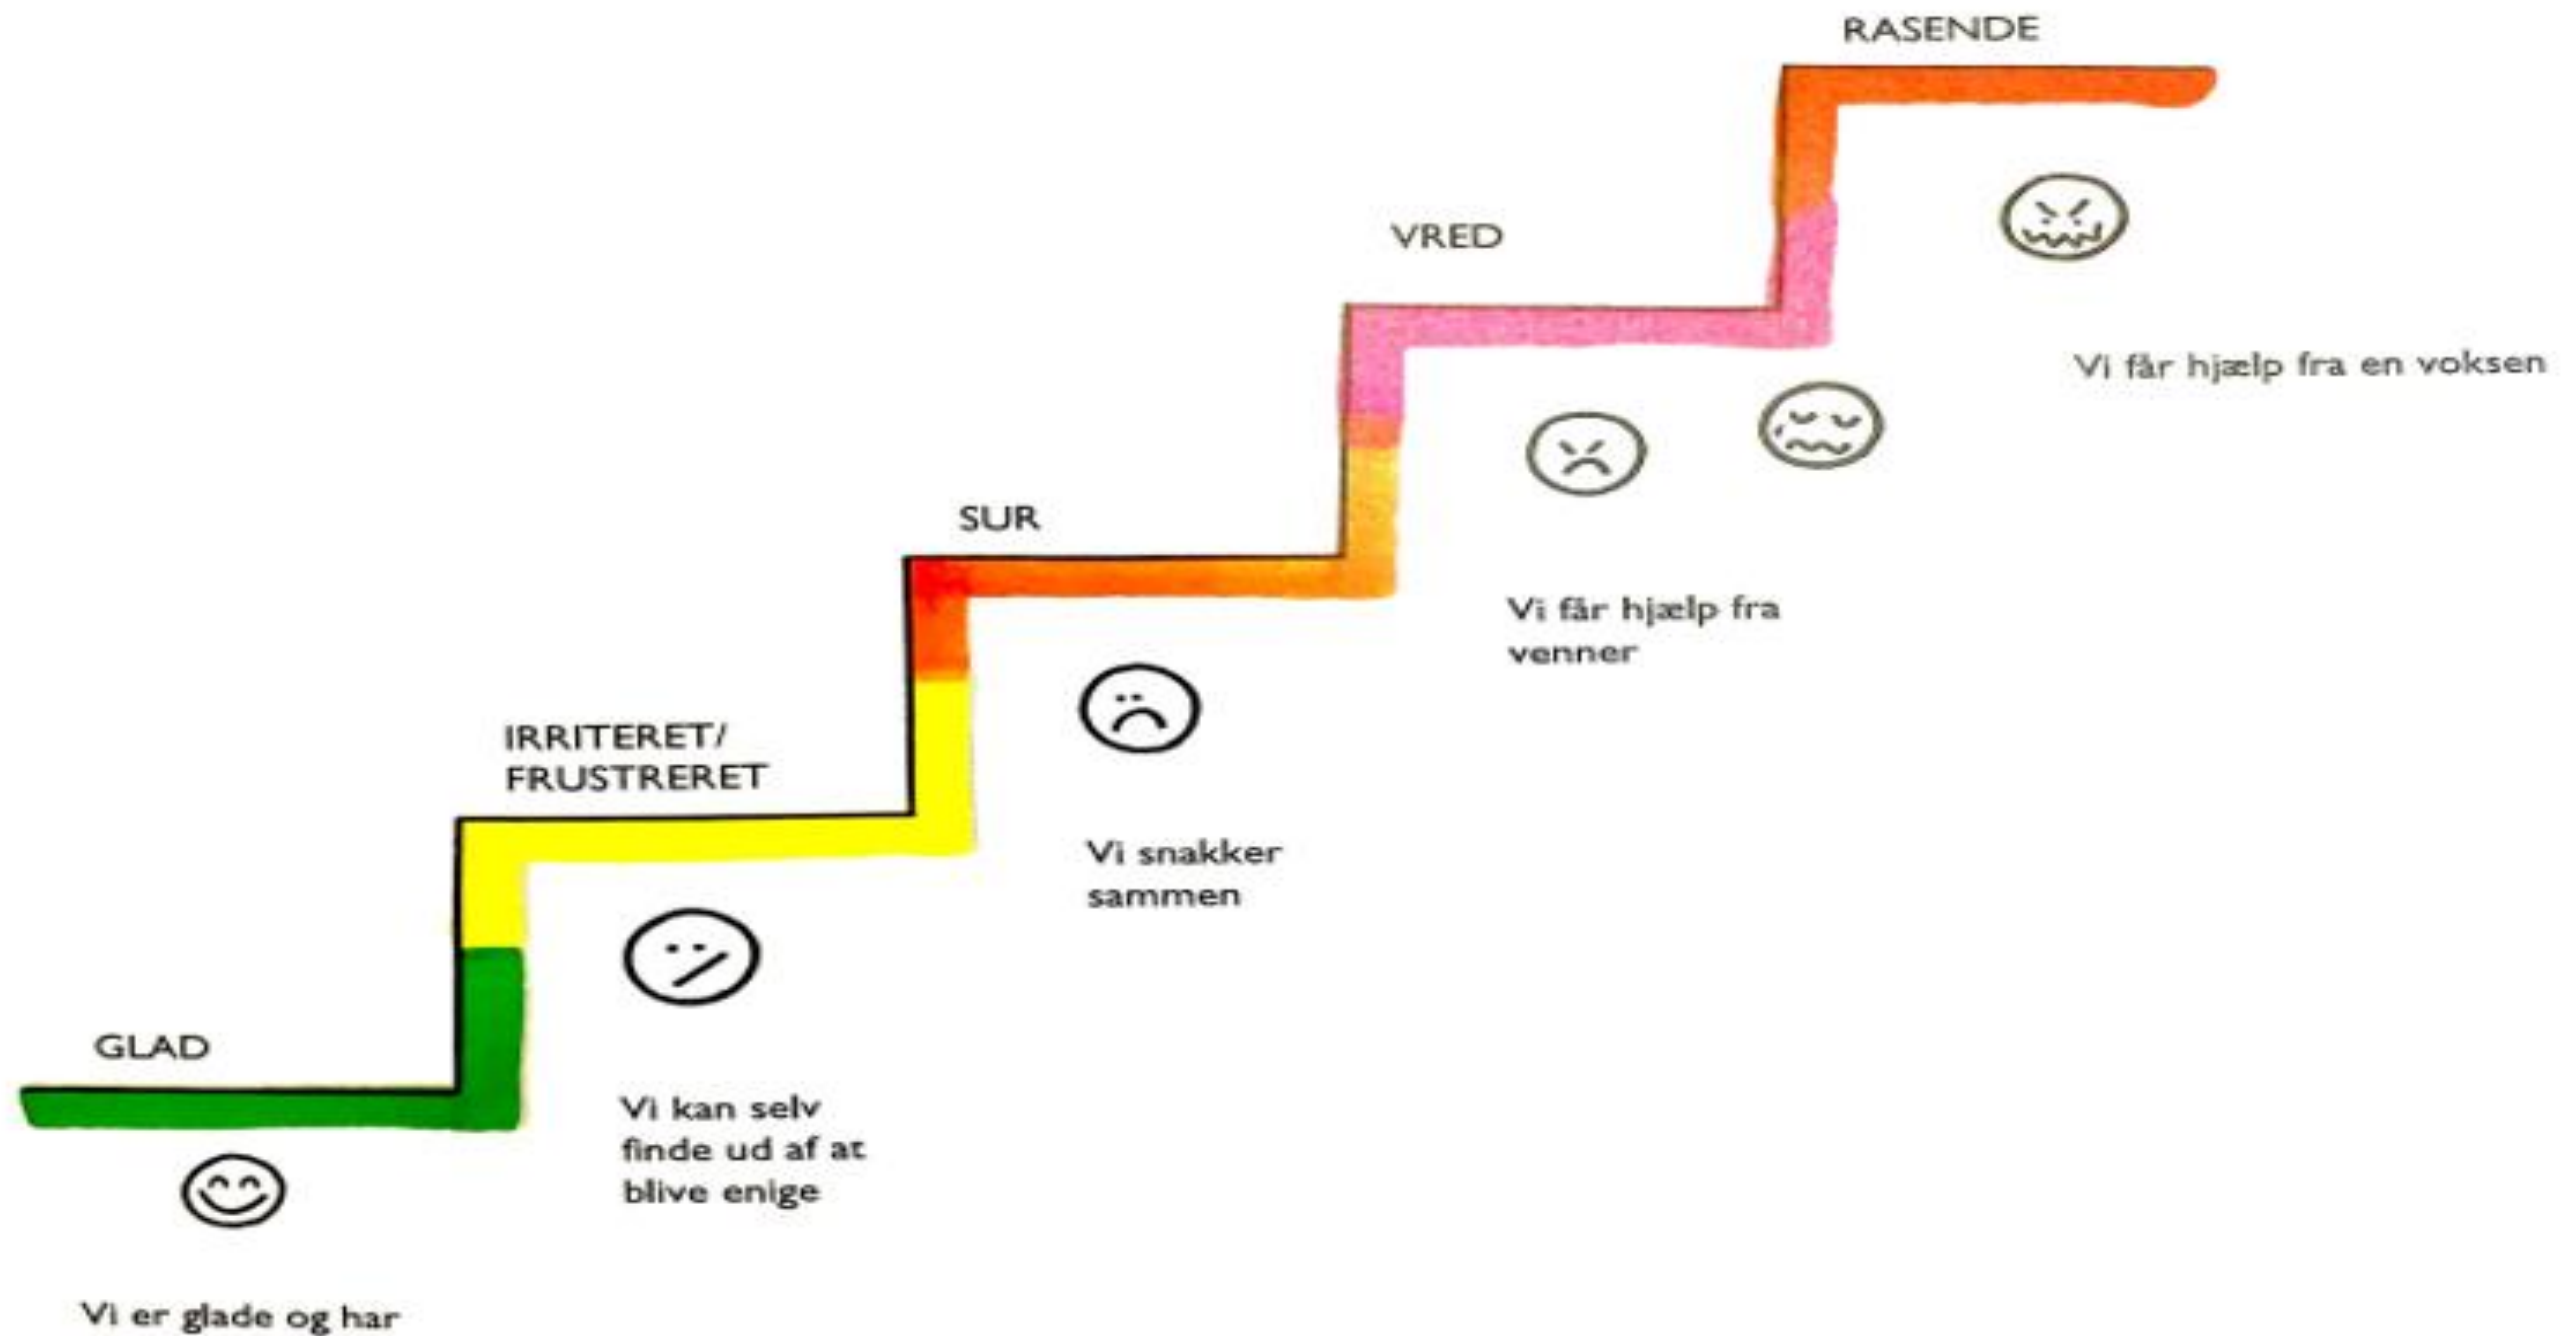 RASENDE
Vi får hjælp fra en voksen
VRED
Vi får hjælp fra
venner
SUR
Vi snakker
sammen
IRRITERET/
FRUSTRERET
Vi kan selv
finde ud af at
blive enige
GLAD
Vi er glade og har